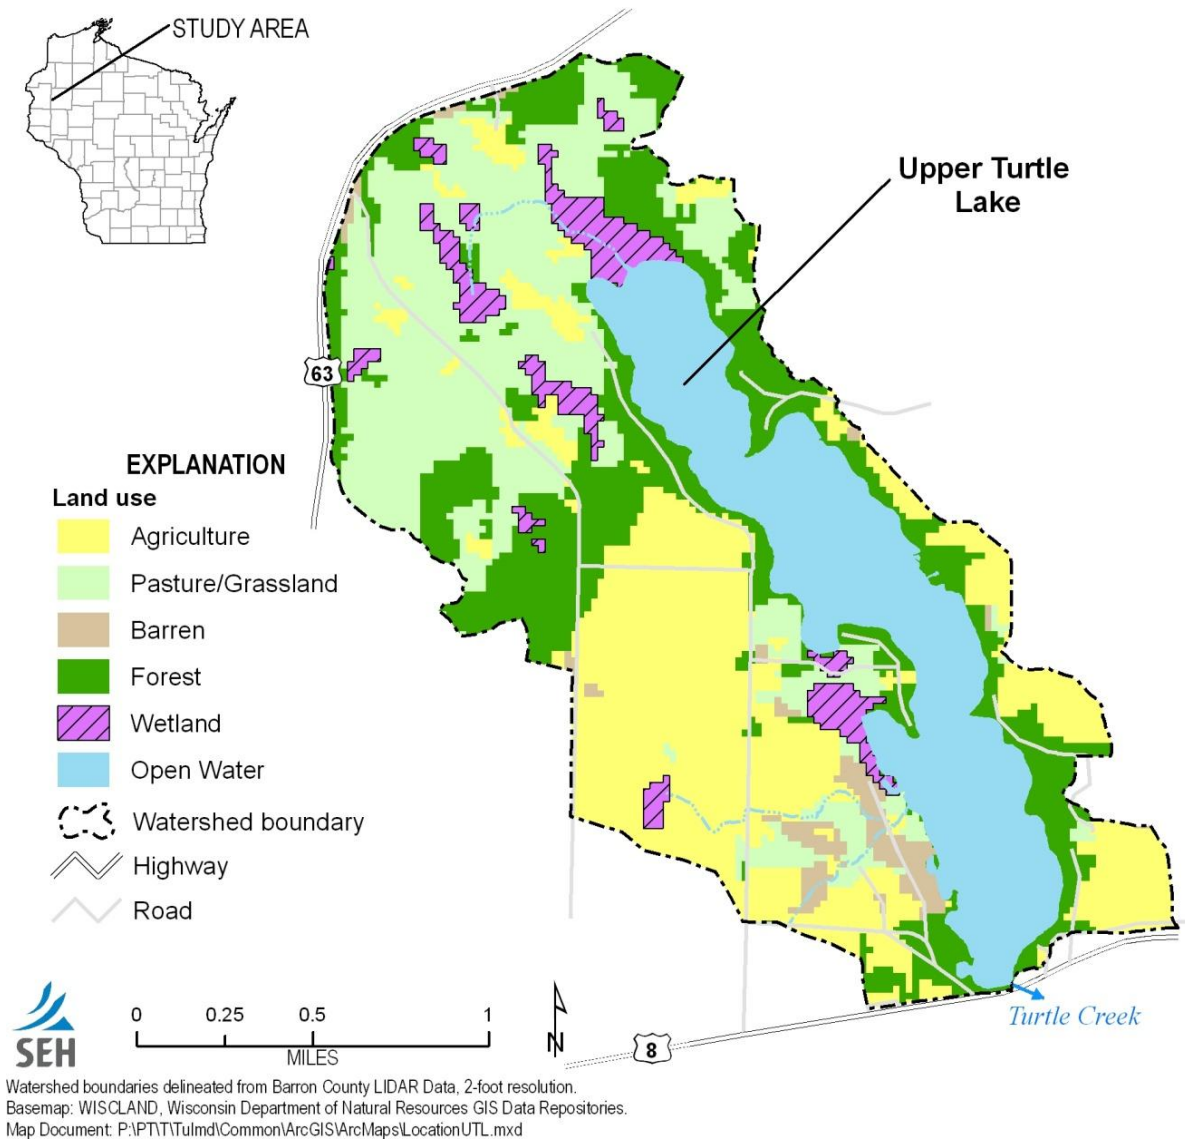 STUDY AREA
Upper Turtle
Lake
63
EXPLANATION
Land use
Agriculture
Pasture/Grassland
Barren
Forest
Wetland
Open Water
Watershed boundary
Highway
Road
SEH
0 0.25 0.5 1
MILES
N
8
Turtle Creek
Watershed boundaries delineated from Barron County LIDAR Data, 2-foot resolution.
Basemap: WISCLAND, Wisconsin Department of Natural Resources GIS Data Repositories.
Map Document: P:\PT\T\Tulmd\Common\ArcGIS\ArcMaps\LocationUTL.mxd